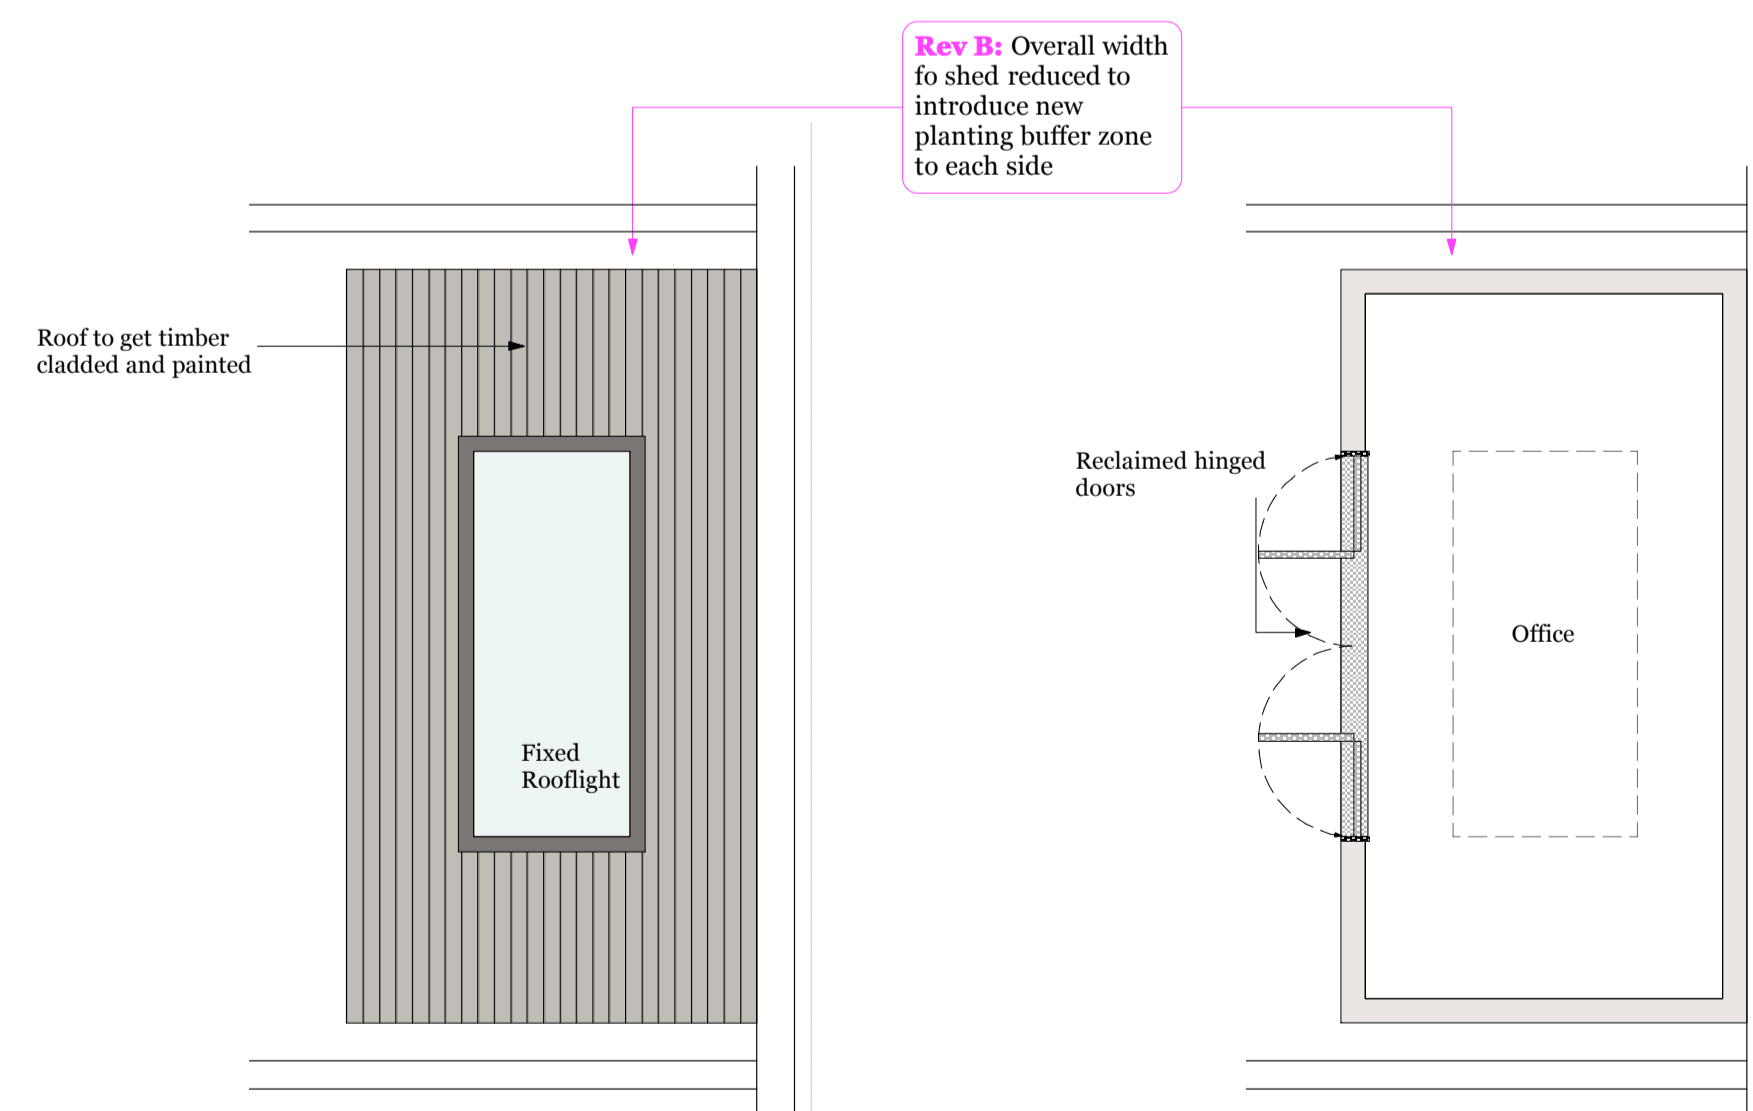 Rev B: Overall width
fo shed reduced to
introduce new
planting buffer zone
to each side
Roof to get timber
cladded and painted
Fixed
Rooflight
Reclaimed hinged
doors
Office